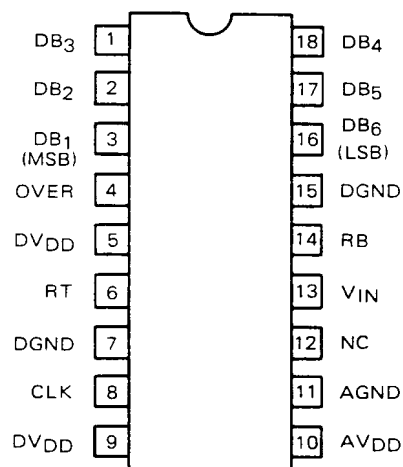 DB3 1 18 DB4
DB2 2 17 DB5
DB1 3 16 DB6
(MSB) (LSB)
OVER 4 15 DGND
DVDD 5 14 RB
RT 6 13 VIN
DGND 7 12 NC
CLK 8 11 AGND
DVDD 9 10 AVDD